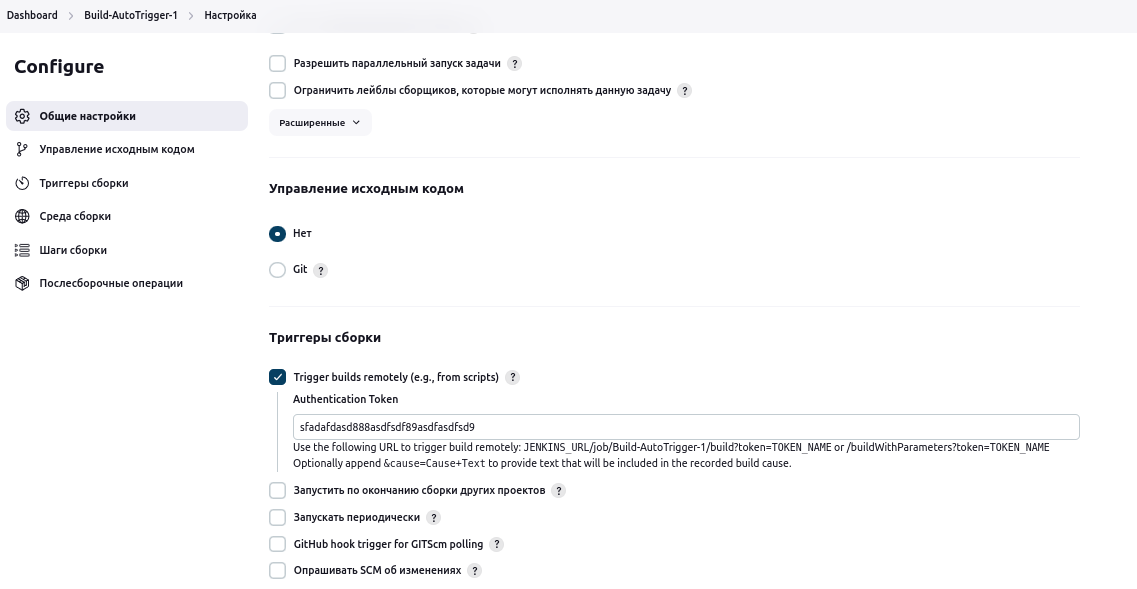 Dashboard > Build-AutoTrigger-1 > Настройка
Configure
Общие настройки
Управление исходным кодом
Триггеры сборки
Среда сборки
Шаги сборки
Послесборочные операции
Разрешить параллельный запуск задачи ?
Ограничить лейблы сборщиков, которые могут исполнять данную задачу ?
Расширенные
Управление исходным кодом
Нет
Git ?
Триггеры сборки
Trigger builds remotely (e.g., from scripts) ?
Authentication Token
sfadafdasd888asdfsdf89asdfasdfsd9
Use the following URL to trigger build remotely: JENKINS_URL/job/Build-AutoTrigger-1/build?token=TOKEN_NAME or /buildWithParameters?token=TOKEN_NAME
Optionally append &cause=Cause+Text to provide text that will be included in the recorded build cause.
Запустить по окончанию сборки других проектов ?
Запускать периодически ?
GitHub hook trigger for GITScm polling ?
Опрашивать SCM об изменениях ?